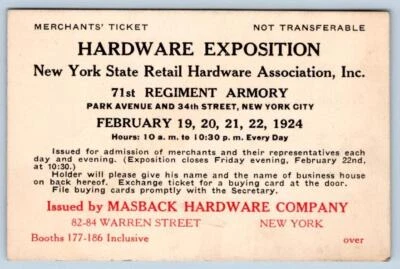 MERCHANTS' TICKET NOT TRANSFERABLE
HARDWARE EXPOSITION
New York State Retail Hardware Association, Inc.
71st REGIMENT ARMORY
PARK AVENUE AND 34th STREET, NEW YORK CITY
FEBRUARY 19, 20, 21, 22, 1924
Hours: 10 a. m. to 10:30 p. m. Every Day
Issued for admission of merchants and their representatives each
day and evening. (Exposition closes Friday evening, February 22nd,
at 10:30.)
Holder will please give his name and the name of business house
on back hereof. Exchange ticket for a buying card at the door.
File buying cards promptly with the Secretary.
Issued by MASBACK HARDWARE COMPANY
82-84 WARREN STREET NEW YORK
Booths 177-186 Inclusive over